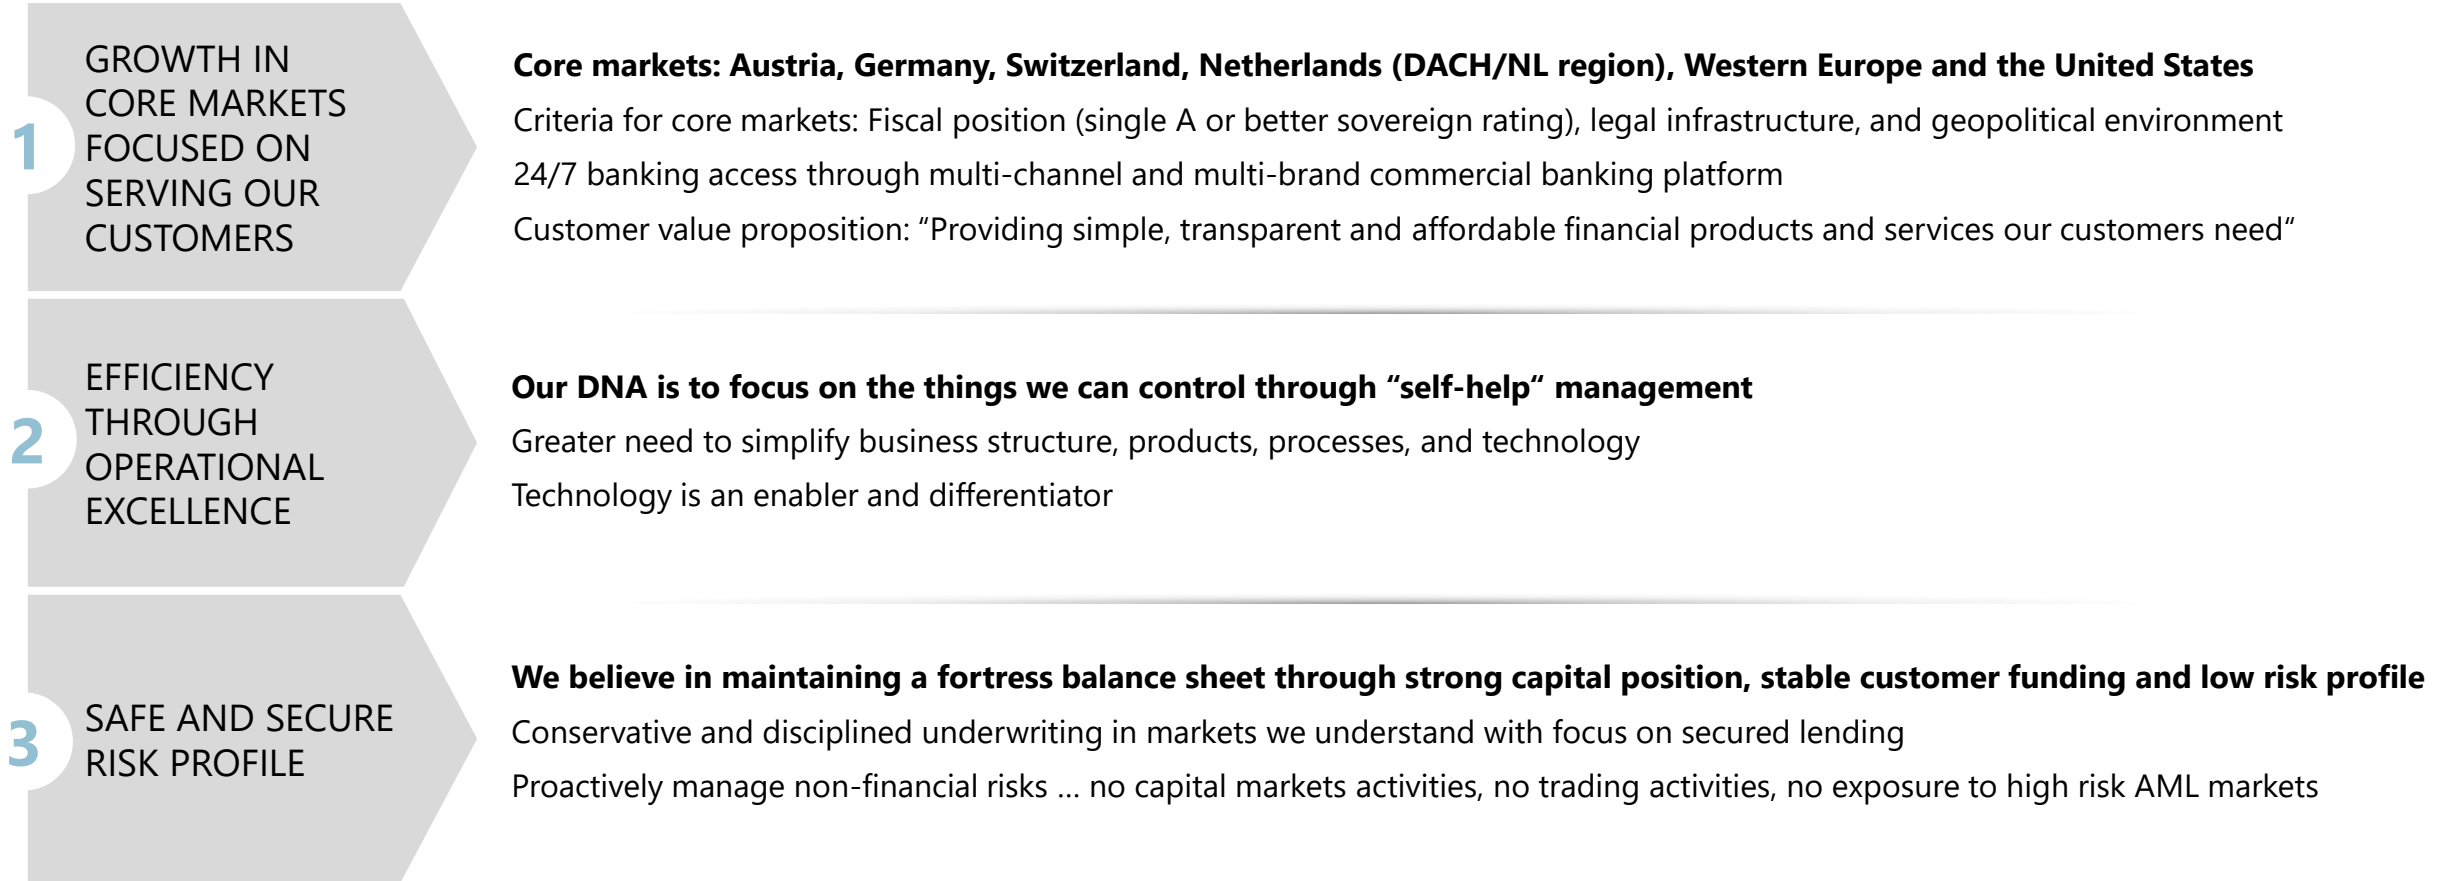 1
GROWTH IN
CORE MARKETS
FOCUSED ON
SERVING OUR
CUSTOMERS
Core markets: Austria, Germany, Switzerland, Netherlands (DACH/NL region), Western Europe and the United States
Criteria for core markets: Fiscal position (single A or better sovereign rating), legal infrastructure, and geopolitical environment
24/7 banking access through multi-channel and multi-brand commercial banking platform
Customer value proposition: “Providing simple, transparent and affordable financial products and services our customers need“
2
EFFICIENCY
THROUGH
OPERATIONAL
EXCELLENCE
Our DNA is to focus on the things we can control through “self-help“ management
Greater need to simplify business structure, products, processes, and technology
Technology is an enabler and differentiator
3
SAFE AND SECURE
RISK PROFILE
We believe in maintaining a fortress balance sheet through strong capital position, stable customer funding and low risk profile
Conservative and disciplined underwriting in markets we understand with focus on secured lending
Proactively manage non-financial risks … no capital markets activities, no trading activities, no exposure to high risk AML markets